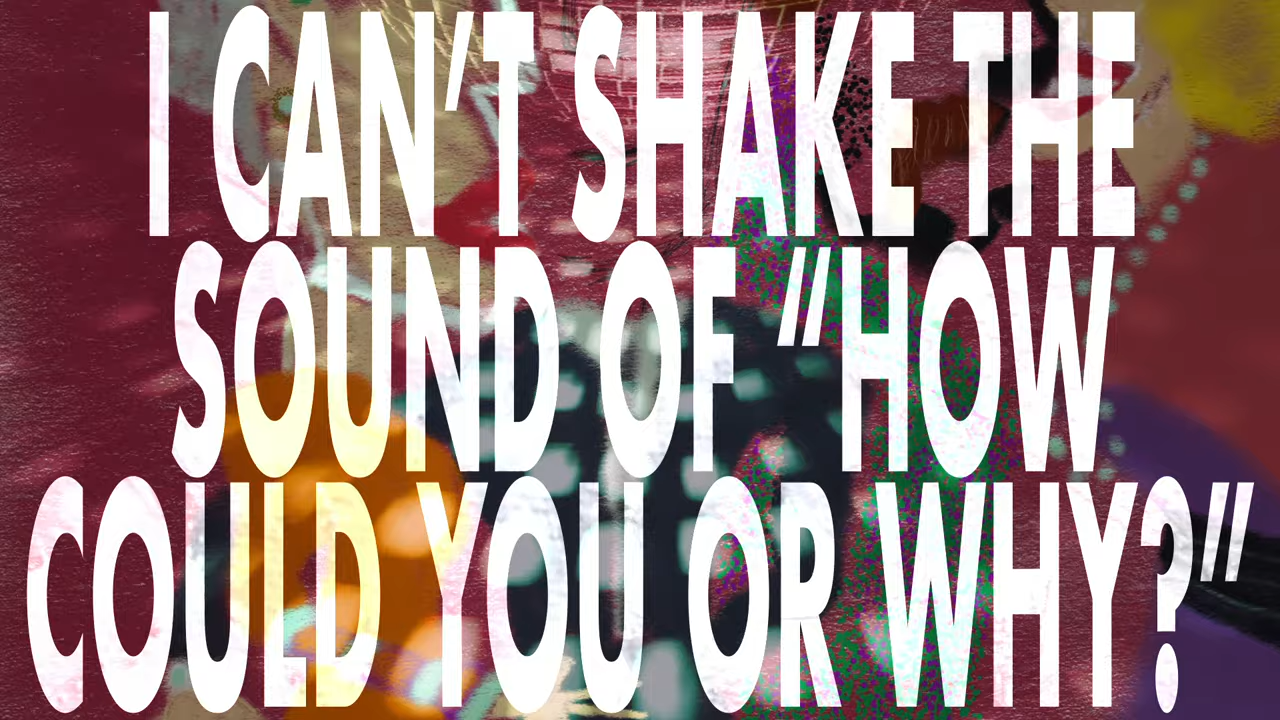 I CAN’T SHAKE THE
SOUND OF “HOW
COULD YOU OR WHY?”